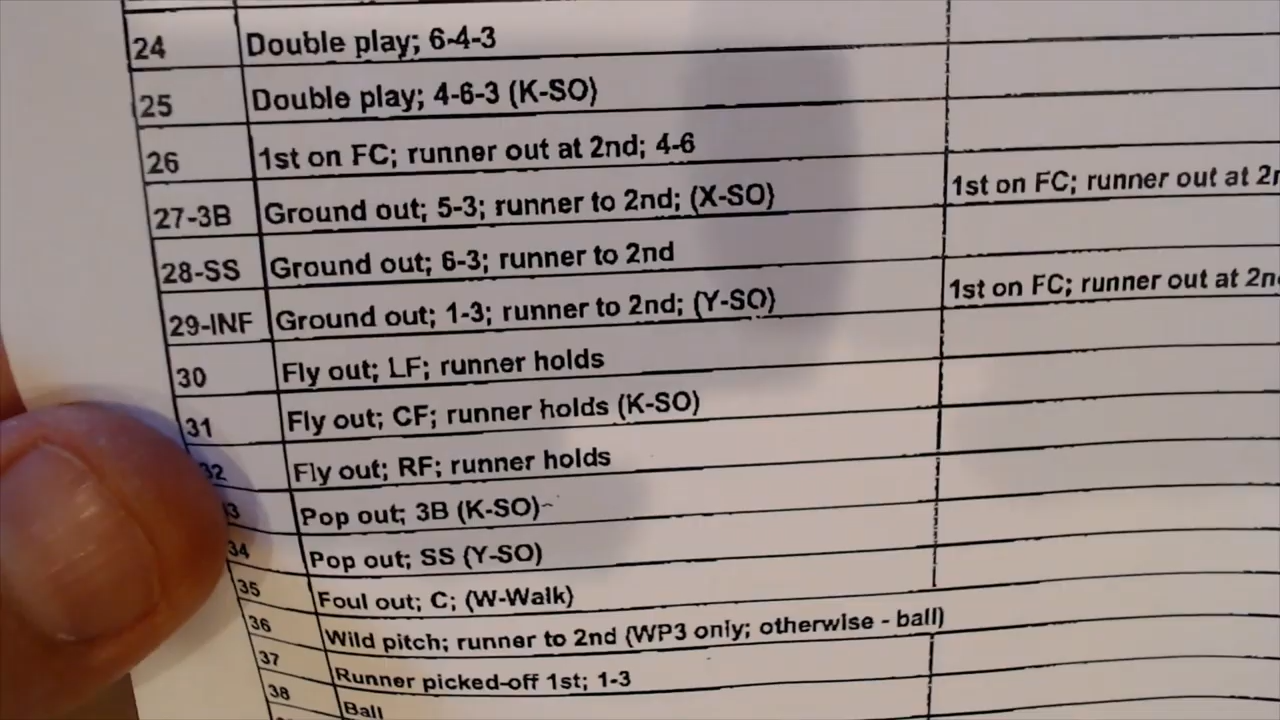 24 Double play; 6-4-3
25 Double play; 4-6-3 (K-SO)
26 1st on FC; runner out at 2nd; 4-6
27-3B Ground out; 5-3; runner to 2nd; (X-SO) 1st on FC; runner out at
28-SS Ground out; 6-3; runner to 2nd
29-INF Ground out; 1-3; runner to 2nd; (Y-SO) 1st on FC; runner out at
30 Fly out; LF; runner holds
31 Fly out; CF; runner holds (K-SO)
32 Fly out; RF; runner holds
Pop out; 3B (K-SO)
34 Pop out; SS (Y-SO)
35 Foul out; C; (W-Walk)
36 Wild pitch; runner to 2nd (WP3 only; otherwise - ball)
37 Runner picked-off 1st; 1-3
38 Ball